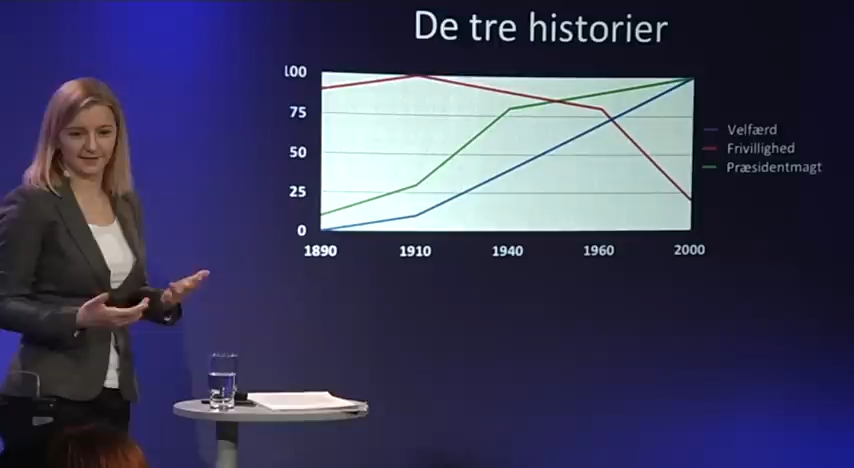 De tre historier
100
75
50
25
0
1890 1910 1940 1960 2000
Velfærd
Frivillighed
Præsidentmagt